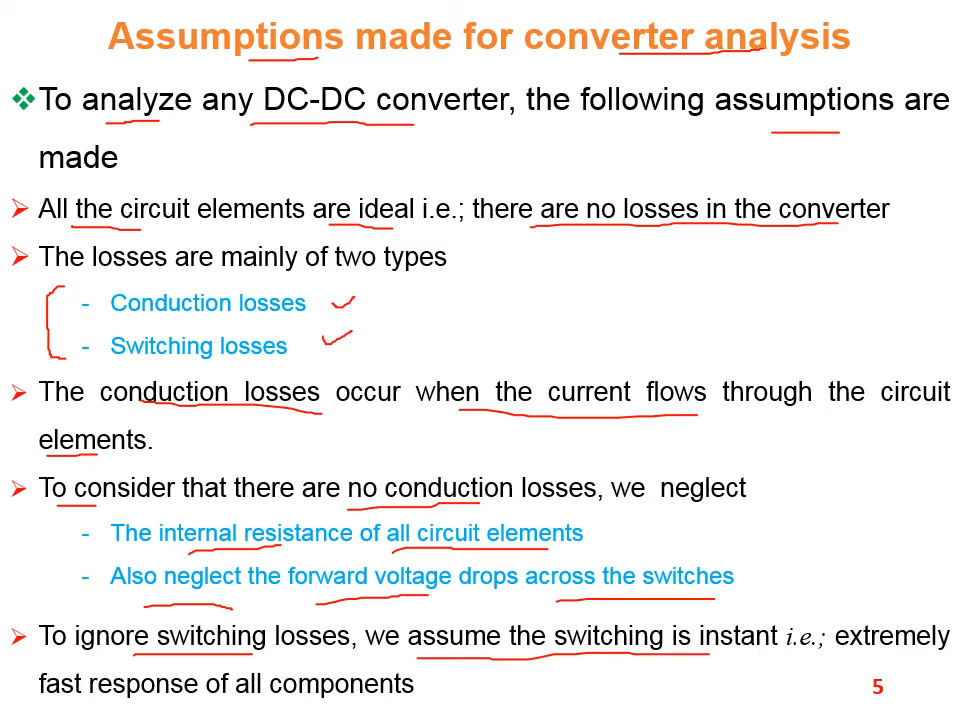 Assumptions made for converter analysis
❖To analyze any DC-DC converter, the following assumptions are
made
➢ All the circuit elements are ideal i.e.; there are no losses in the converter
➢ The losses are mainly of two types
- Conduction losses
- Switching losses
➢ The conduction losses occur when the current flows through the circuit
elements.
➢ To consider that there are no conduction losses, we neglect
- The internal resistance of all circuit elements
- Also neglect the forward voltage drops across the switches
➢ To ignore switching losses, we assume the switching is instant i.e.; extremely
fast response of all components
5